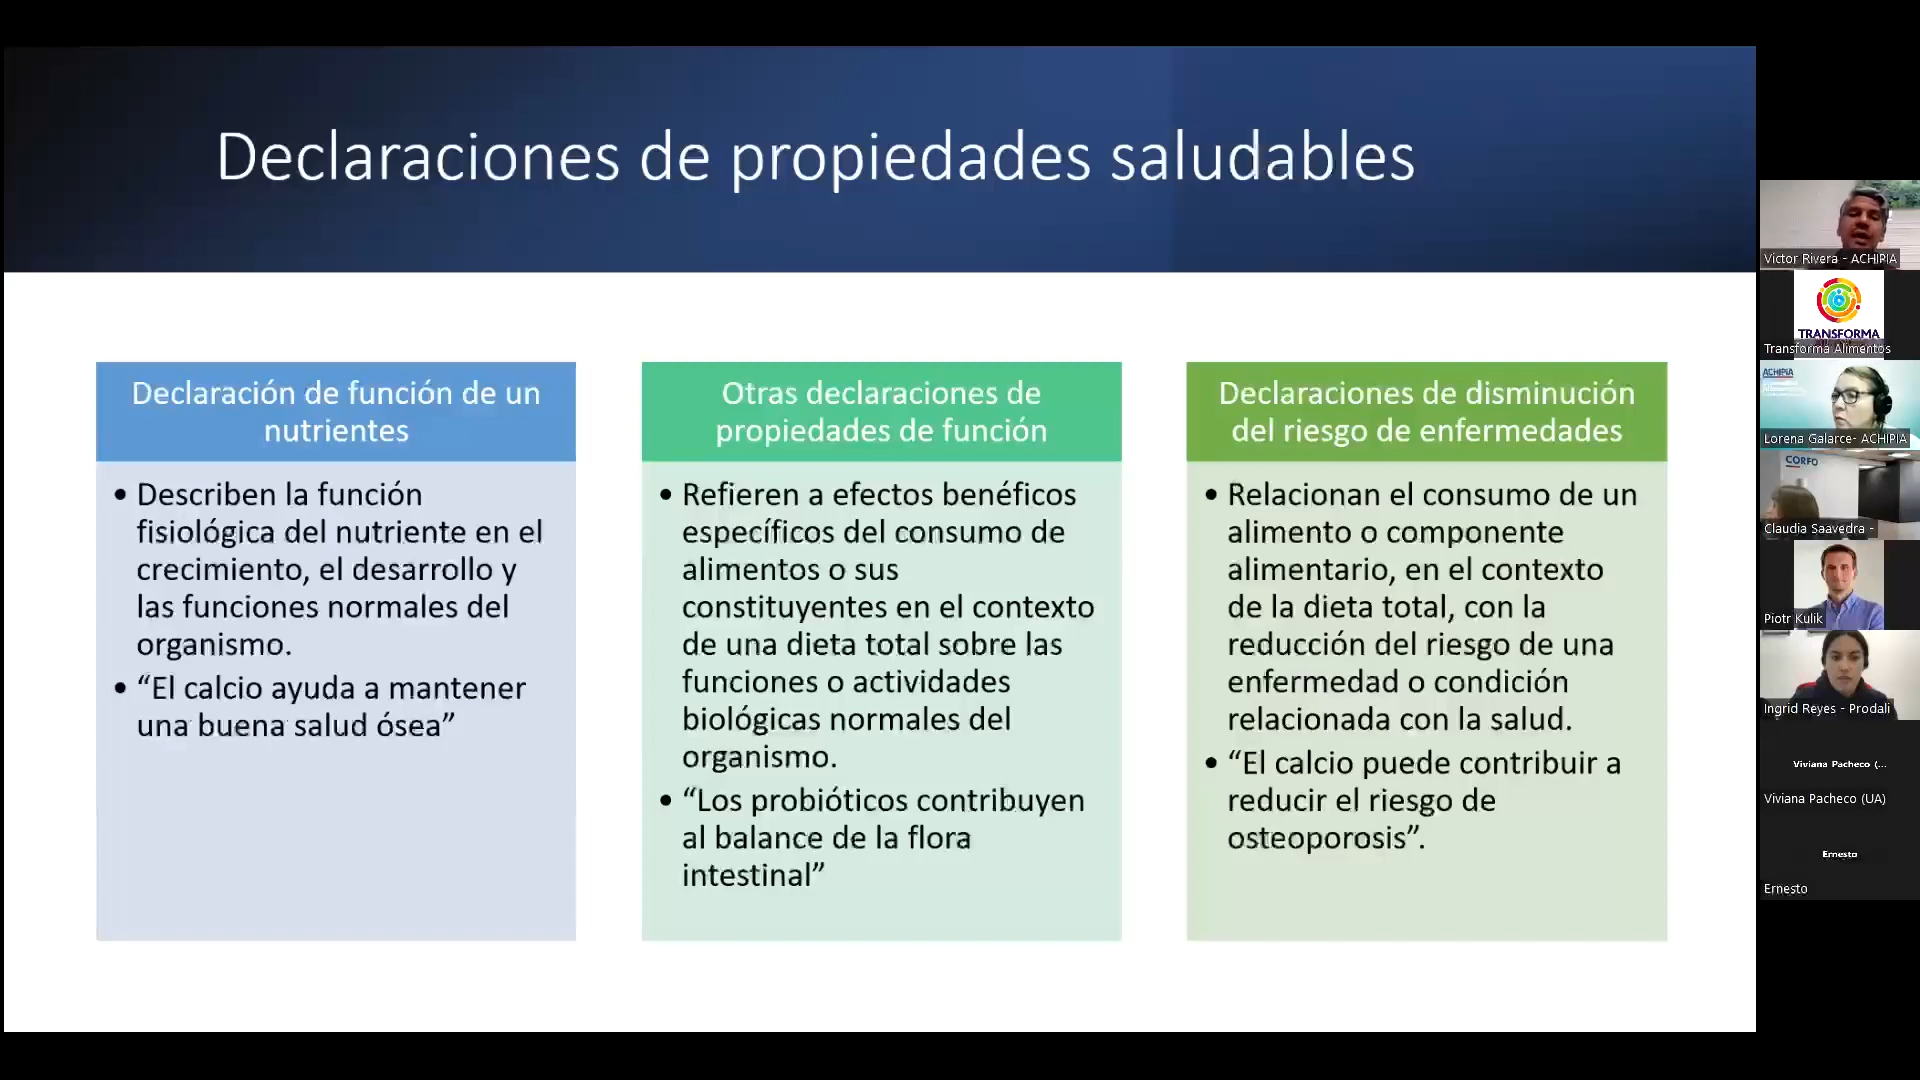 Declaraciones de propiedades saludables
Declaración de función de un
nutrientes
• Describen la función
fisiológica del nutriente en el
crecimiento, el desarrollo y
las funciones normales del
organismo.
• “El calcio ayuda a mantener
una buena salud ósea”
Otras declaraciones de
propiedades de función
• Refieren a efectos benéficos
específicos del consumo de
alimentos o sus
constituyentes en el contexto
de una dieta total sobre las
funciones o actividades
biológicas normales del
organismo.
• “Los probióticos contribuyen
al balance de la flora
intestinal”
Declaraciones de disminución
del riesgo de enfermedades
• Relacionan el consumo de un
alimento o componente
alimentario, en el contexto
de la dieta total, con la
reducción del riesgo de una
enfermedad o condición
relacionada con la salud.
• “El calcio puede contribuir a
reducir el riesgo de
osteoporosis”.
Victor Rivera - ACHIPIA
TRANSFORMA
Transforma Alimentos
ACHIPIA
Lorena Galarce- ACHIPIA
CORFO
Claudia Saavedra -
Piotr Kulik
Ingrid Reyes - Prodali
Viviana Pacheco (...
Viviana Pacheco (UA)
Ernesto
Ernesto